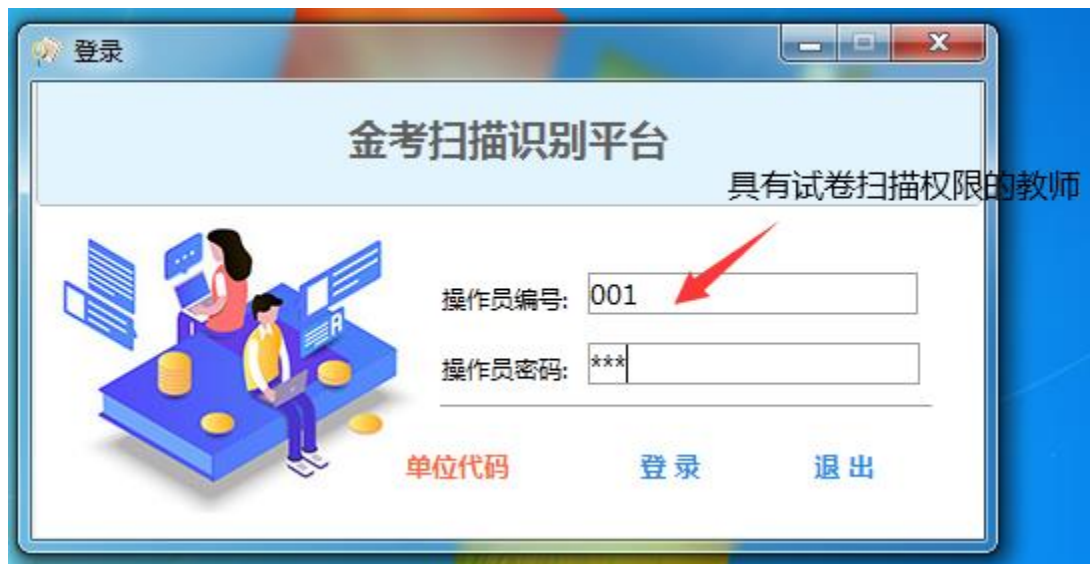 登录
金考扫描识别平台
具有试卷扫描权限的教师
操作员编号: 001
操作员密码: ***
单位代码 登 录 退 出